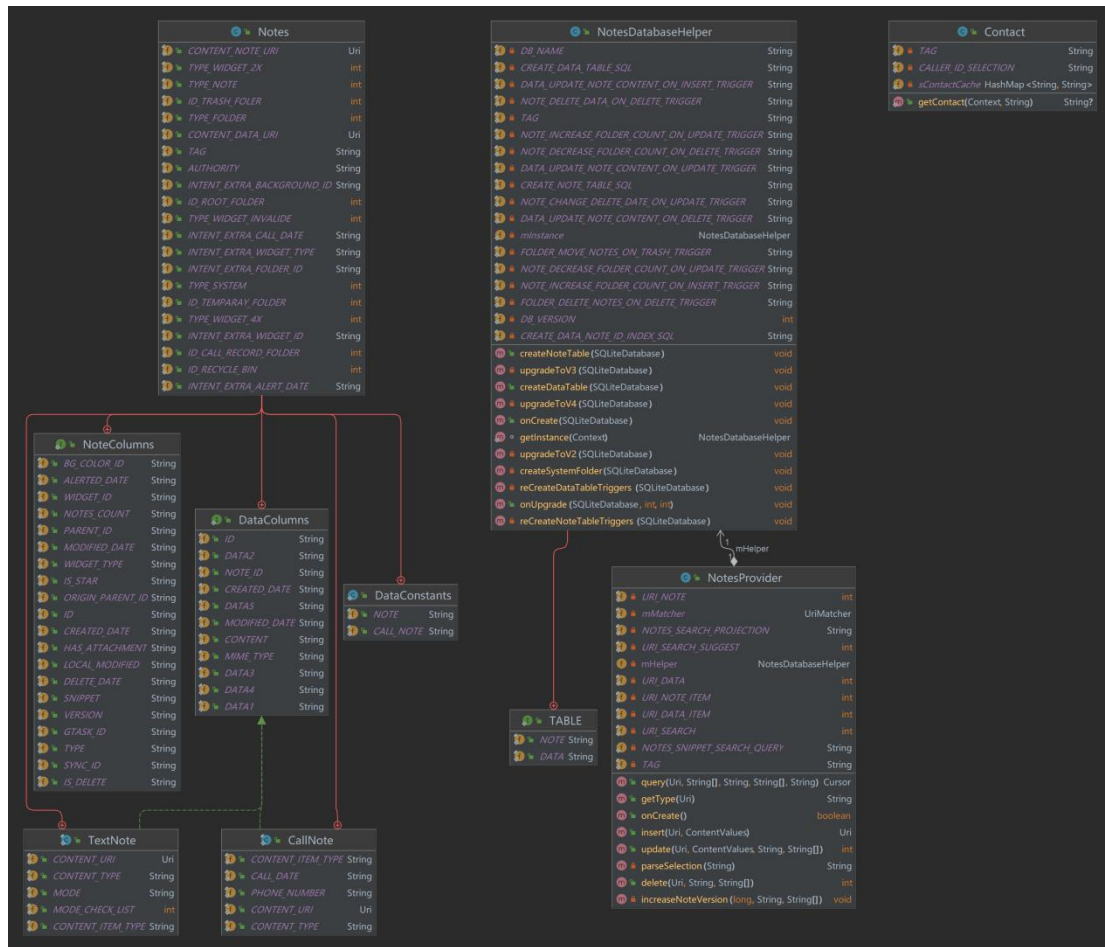 Notes
CONTENT_NOTE_URI Uri
TYPE_WIDGET_2X int
TYPE_NOTE int
ID_TRASH_FOLER int
TYPE_FOLDER int
CONTENT_DATA_URI Uri
TAG String
AUTHORITY String
INTENT_EXTRA_BACKGROUND_ID String
ID_ROOT_FOLDER int
TYPE_WIDGET_INVALIDE int
INTENT_EXTRA_CALL_DATE String
INTENT_EXTRA_WIDGET_TYPE String
INTENT_EXTRA_FOLDER_ID String
TYPE_SYSTEM int
ID_TEMPARAY_FOLDER int
TYPE_WIDGET_4X int
INTENT_EXTRA_WIDGET_ID String
ID_CALL_RECORD_FOLDER int
ID_RECYCLE_BIN int
INTENT_EXTRA_ALERT_DATE String
NotesDatabaseHelper
DB_NAME String
CREATE_DATA_TABLE_SQL String
DATA_UPDATE_NOTE_CONTENT_ON_INSERT_TRIGGER String
NOTE_DELETE_DATA_ON_DELETE_TRIGGER String
TAG String
NOTE_INCREASE_FOLDER_COUNT_ON_UPDATE_TRIGGER String
NOTE_DECREASE_FOLDER_COUNT_ON_DELETE_TRIGGER String
DATA_UPDATE_NOTE_CONTENT_ON_UPDATE_TRIGGER String
CREATE_NOTE_TABLE_SQL String
NOTE_CHANGE_DELETE_DATE_ON_UPDATE_TRIGGER String
DATA_UPDATE_NOTE_CONTENT_ON_DELETE_TRIGGER String
mInstance NotesDatabaseHelper
FOLDER_MOVE_NOTES_ON_TRASH_TRIGGER String
NOTE_DECREASE_FOLDER_COUNT_ON_UPDATE_TRIGGER String
NOTE_INCREASE_FOLDER_COUNT_ON_INSERT_TRIGGER String
FOLDER_DELETE_NOTES_ON_DELETE_TRIGGER String
DB_VERSION int
CREATE_DATA_NOTE_ID_INDEX_SQL String
createNoteTable(SQLiteDatabase) void
upgradeToV3(SQLiteDatabase) void
createDataTable(SQLiteDatabase) void
upgradeToV4(SQLiteDatabase) void
onCreate(SQLiteDatabase) void
getInstance(Context) NotesDatabaseHelper
upgradeToV2(SQLiteDatabase) void
createSystemFolder(SQLiteDatabase) void
reCreateDataTableTriggers (SQLiteDatabase) void
onUpgrade (SQLiteDatabase, int, int) void
reCreateNoteTableTriggers (SQLiteDatabase) void
Contact
TAG String
CALLER_ID_SELECTION String
sContactCache HashMap <String, String>
getContact(Context, String) String?
NoteColumns
BG_COLOR_ID String
ALERTED_DATE String
WIDGET_ID String
NOTES_COUNT String
PARENT_ID String
MODIFIED_DATE String
WIDGET_TYPE String
IS_STAR String
ORIGIN_PARENT_ID String
ID String
CREATED_DATE String
HAS_ATTACHMENT String
LOCAL_MODIFIED String
DELETE_DATE String
SNIPPET String
VERSION String
GTASK_ID String
TYPE String
SYNC_ID String
IS_DELETE String
DataColumns
ID String
DATA2 String
NOTE_ID String
CREATED_DATE String
DATA5 String
MODIFIED_DATE String
CONTENT String
MIME_TYPE String
DATA3 String
DATA4 String
DATA1 String
DataConstants
NOTE String
CALL_NOTE String
1
mHelper
1
NotesProvider
URI_NOTE int
mMatcher UriMatcher
NOTES_SEARCH_PROJECTION String
URI_SEARCH_SUGGEST int
mHelper NotesDatabaseHelper
URI_DATA int
URI_NOTE_ITEM int
URI_DATA_ITEM int
URI_SEARCH int
NOTES_SNIPPET_SEARCH_QUERY String
TAG String
query(Uri, String[], String, String[], String) Cursor
getType(Uri) String
onCreate() boolean
insert(Uri, ContentValues) Uri
update(Uri, ContentValues, String, String[]) int
parseSelection(String) String
delete(Uri, String, String[]) int
increaseNoteVersion(long, String, String[]) void
TABLE
NOTE String
DATA String
TextNote
CONTENT_URI Uri
CONTENT_TYPE String
MODE String
MODE_CHECK_LIST int
CONTENT_ITEM_TYPE String
CallNote
CONTENT_ITEM_TYPE String
CALL_DATE String
PHONE_NUMBER String
CONTENT_URI Uri
CONTENT_TYPE String